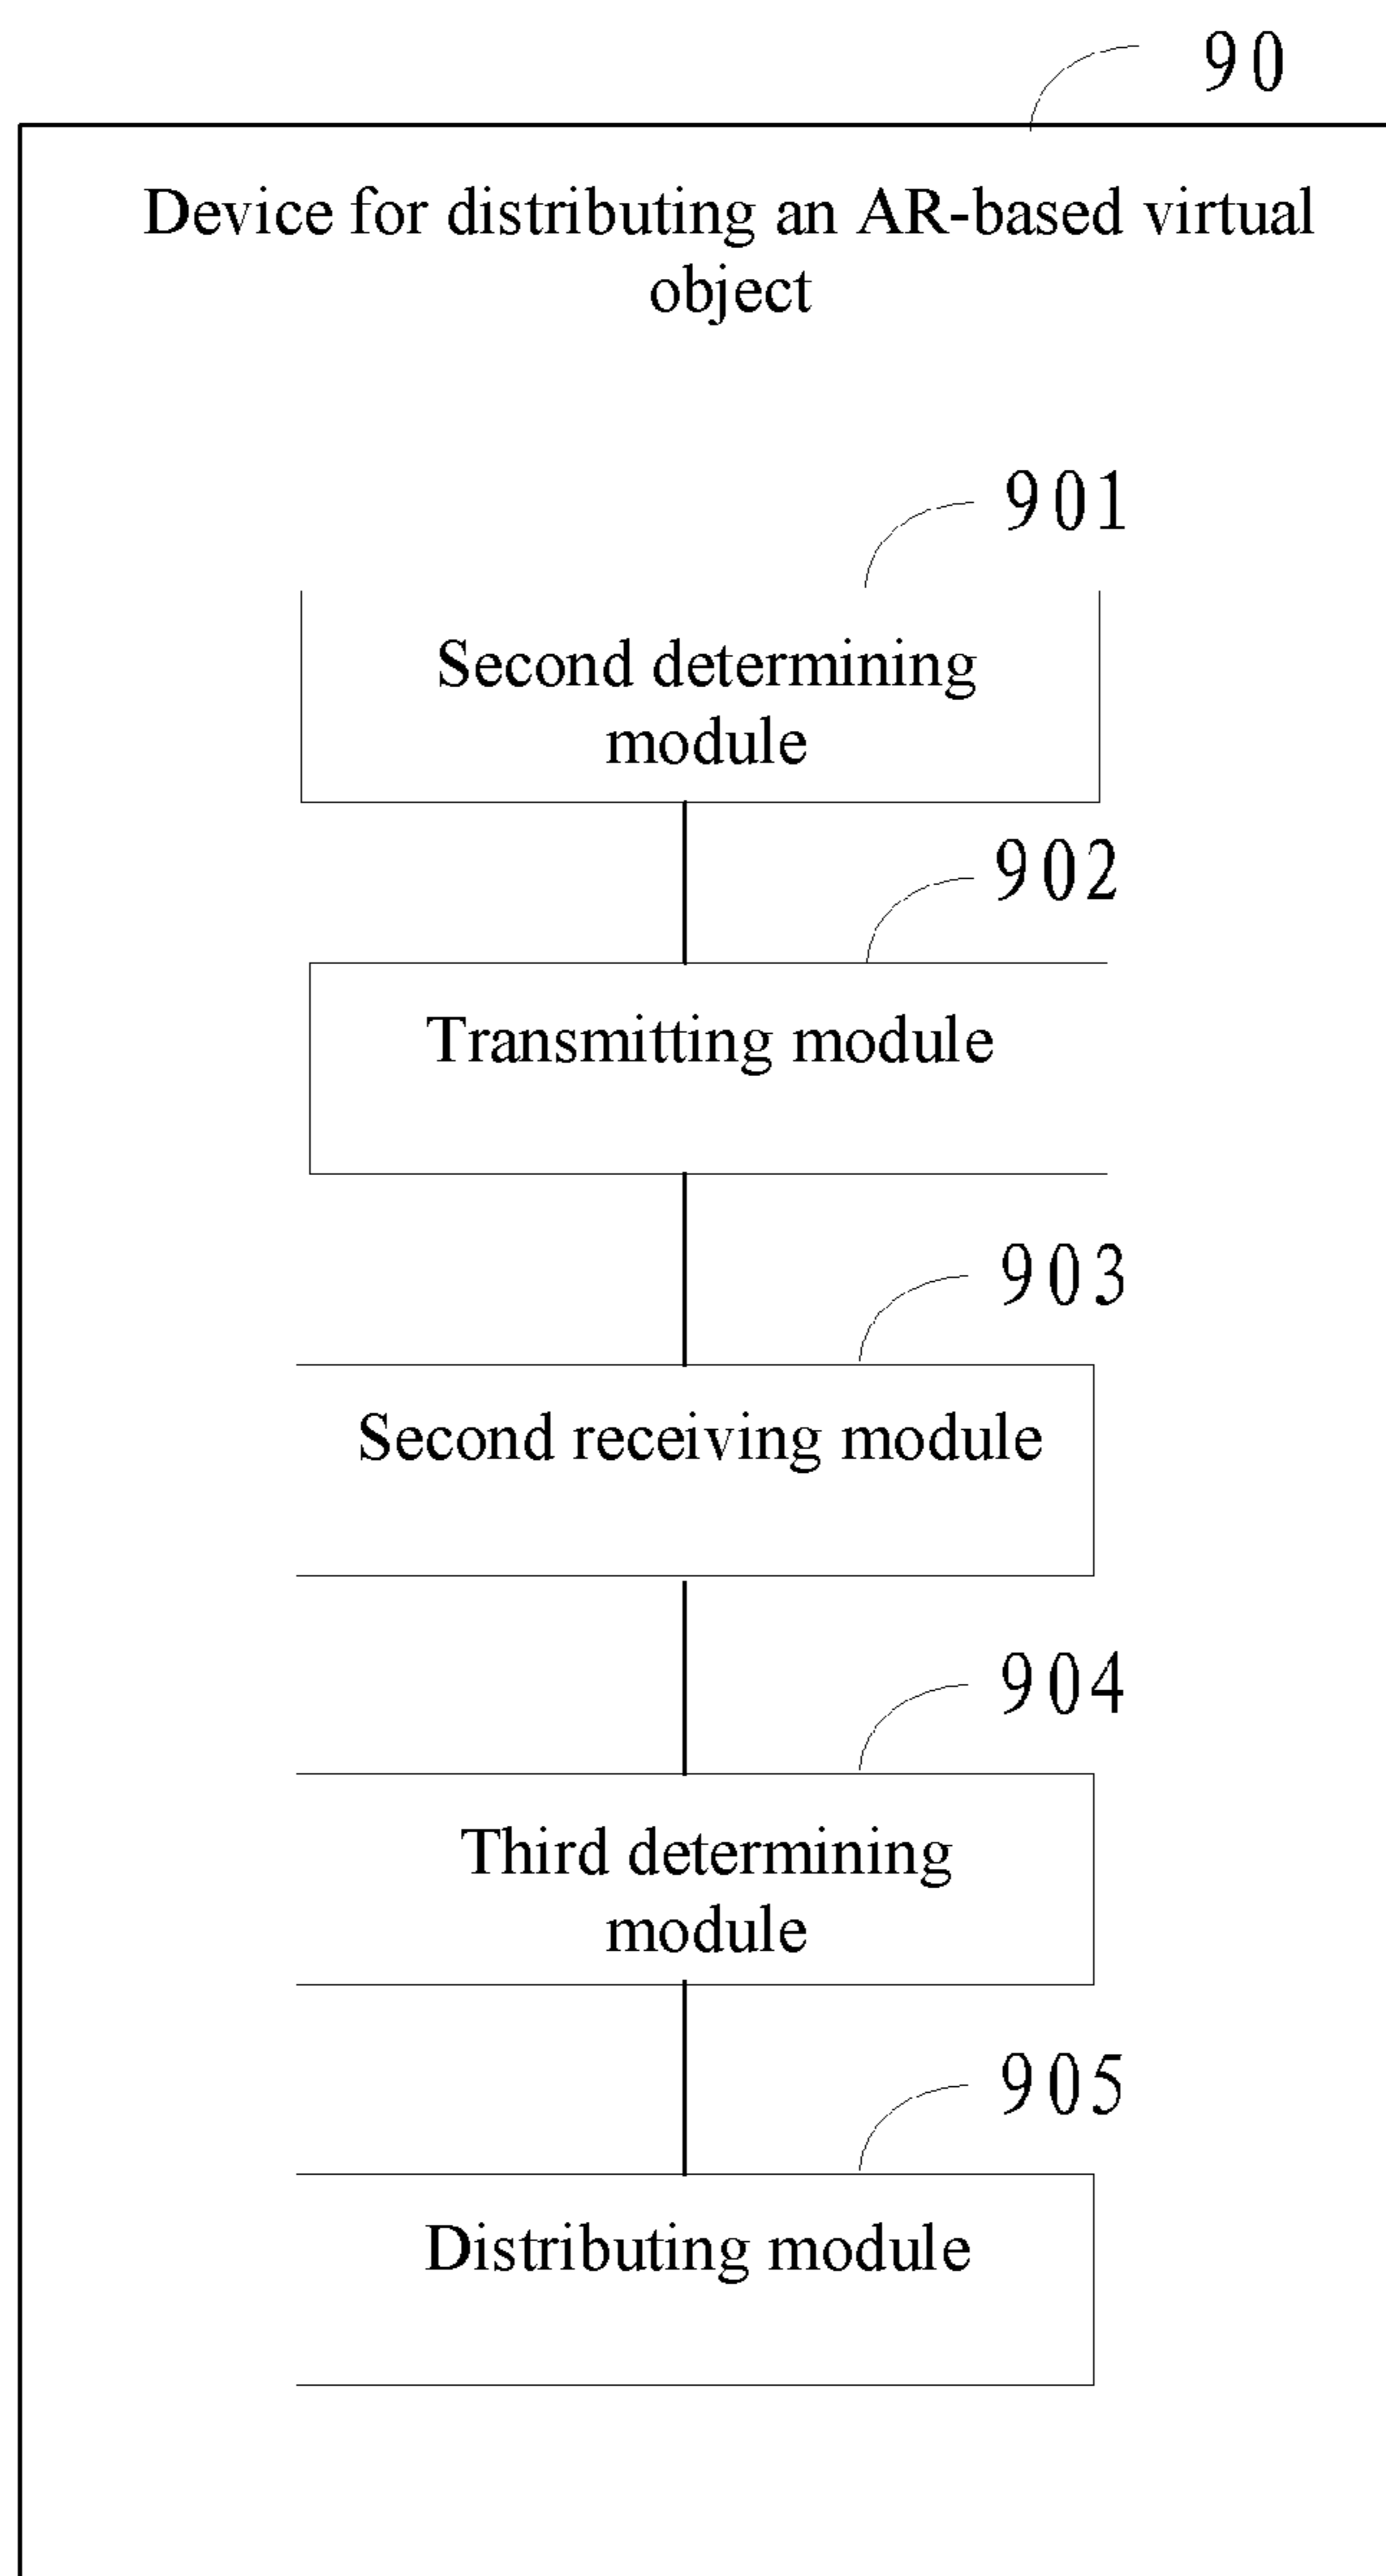 90
Device for distributing an AR-based virtual
object
901
Second determining
module
902
Transmitting module
903
Second receiving module
904
Third determining
module
905
Distributing module